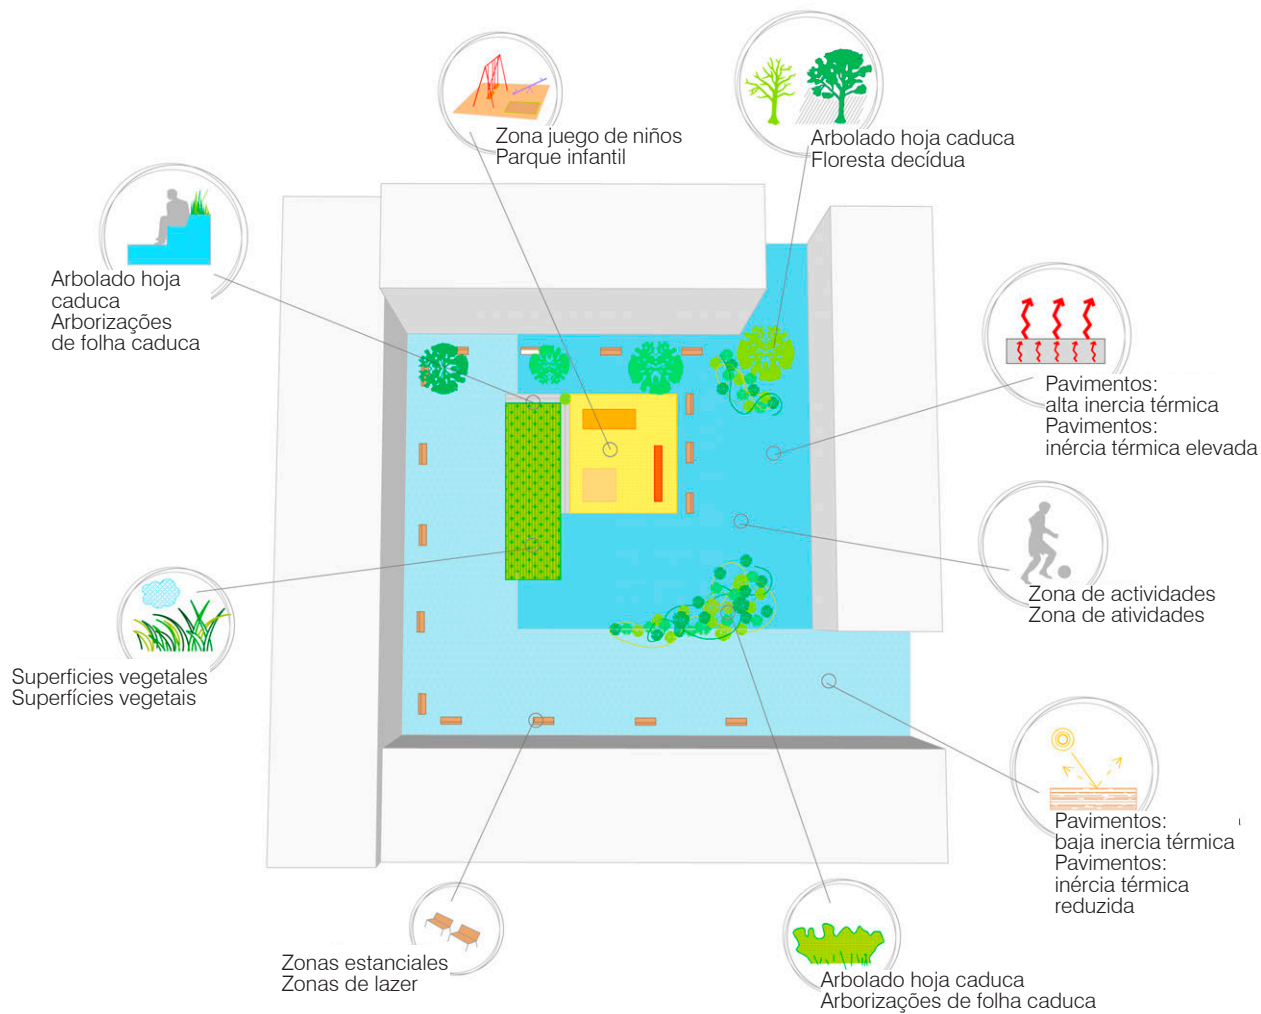 Zona juego de niños
Parque infantil
Arbolado hoja caduca
Floresta decídua
Arbolado hoja
caduca
Arborizações
de folha caduca
Pavimentos:
alta inercia térmica
Pavimentos:
inércia térmica elevada
Zona de actividades
Zona de atividades
Superficies vegetales
Superfícies vegetais
Pavimentos:
baja inercia térmica
Pavimentos:
inércia térmica
reduzida
Zonas estanciales
Zonas de lazer
Arbolado hoja caduca
Arborizações de folha caduca